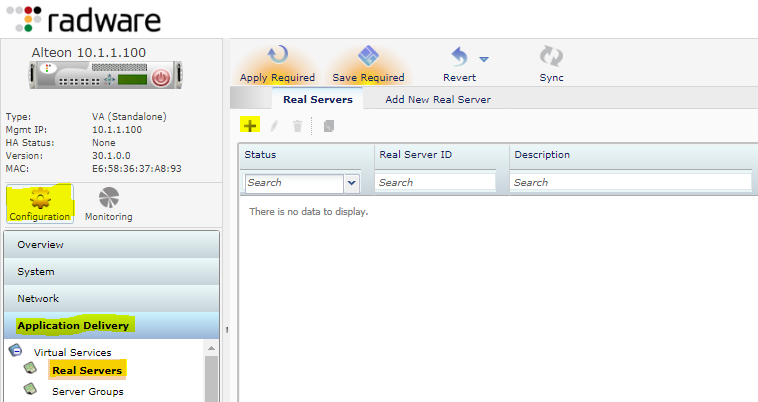 radware
Alteon 10.1.1.100
Type: VA (Standalone)
Mgmt IP: 10.1.1.100
HA Status: None
Version: 30.1.0.0
MAC: E6:58:36:37:A8:93
Configuration Monitoring
Overview
System
Network
Application Delivery
Virtual Services
Real Servers
Server Groups
Apply Required Save Required Revert Sync
Real Servers Add New Real Server
Status Real Server ID Description
Search Search Search
There is no data to display.